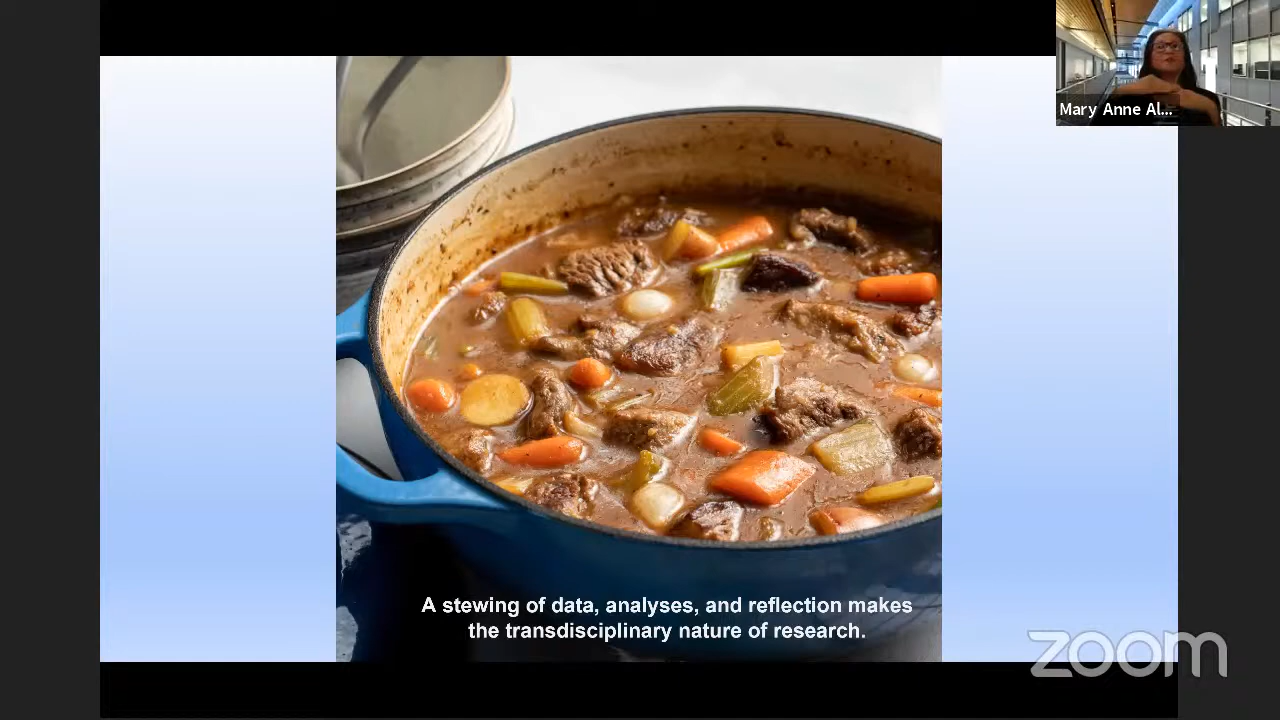 Mary Anne Al...
A stewing of data, analyses, and reflection makes
the transdisciplinary nature of research.
zoom